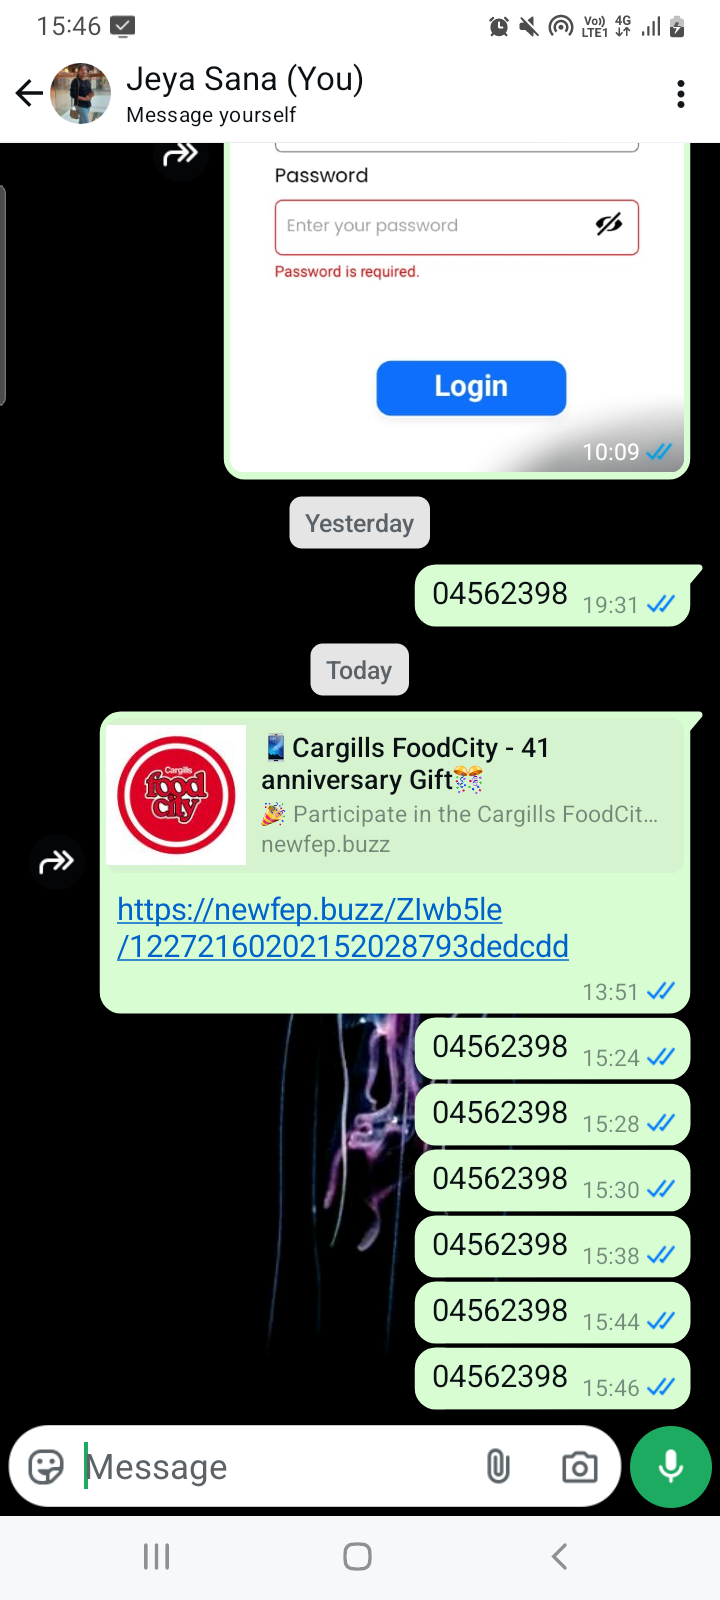 15:46
Vo)) 4G
LTE1
Jeya Sana (You)
Message yourself
Password
Enter your password
Password is required.
Login
10:09
Yesterday
04562398 19:31
Today
Cargills
food
city
📱Cargills FoodCity - 41
anniversary Gift🎊
🎉 Participate in the Cargills FoodCit...
newfep.buzz
https://newfep.buzz/ZIwb5le
/12272160202152028793dedcdd
13:51
04562398 15:24
04562398 15:28
04562398 15:30
04562398 15:38
04562398 15:44
04562398 15:46
Message